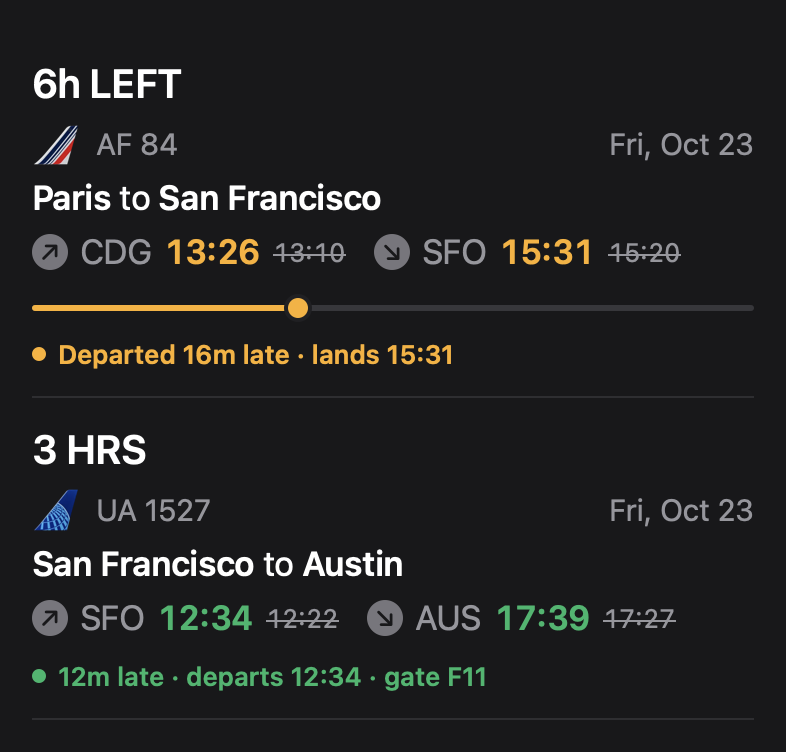 6h LEFT
AF 84 Fri, Oct 23
Paris to San Francisco
CDG 13:26 13:10 SFO 15:31 15:20
Departed 16m late · lands 15:31
3 HRS
UA 1527 Fri, Oct 23
San Francisco to Austin
SFO 12:34 12:22 AUS 17:39 17:27
12m late · departs 12:34 · gate F11